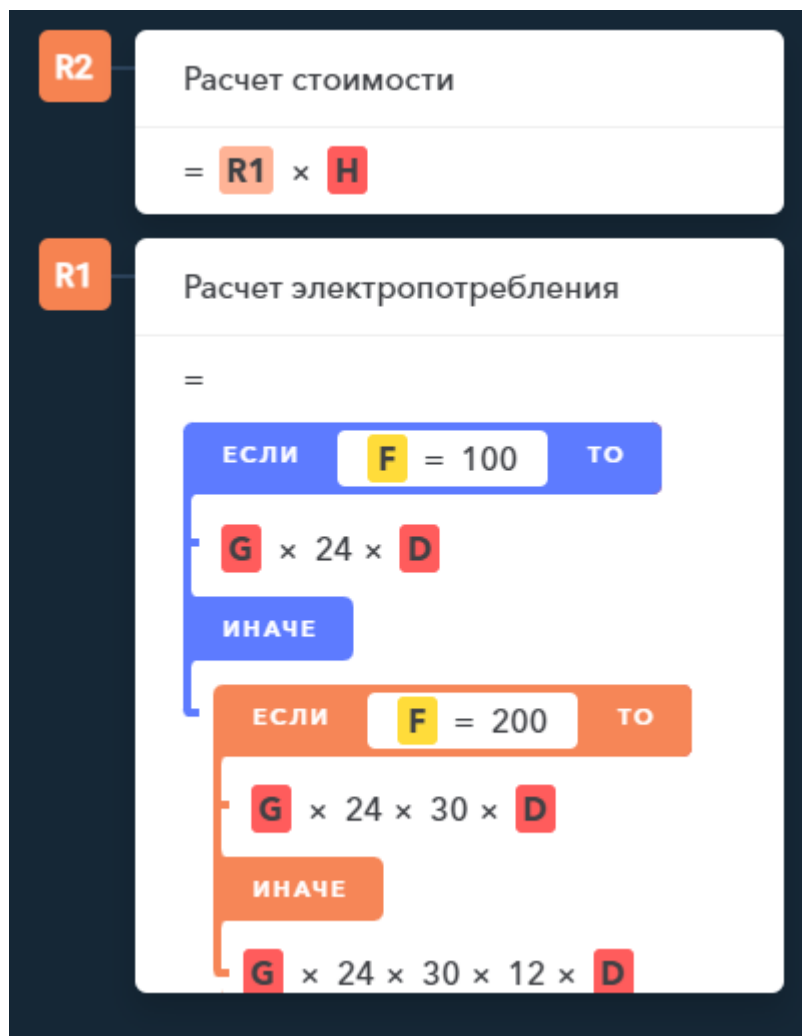 R2
Расчет стоимости
= R1 × H
R1
Расчет электропотребления
=
ЕСЛИ F = 100 ТО
G × 24 × D
ИНАЧЕ
ЕСЛИ F = 200 ТО
G × 24 × 30 × D
ИНАЧЕ
G × 24 × 30 × 12 × D